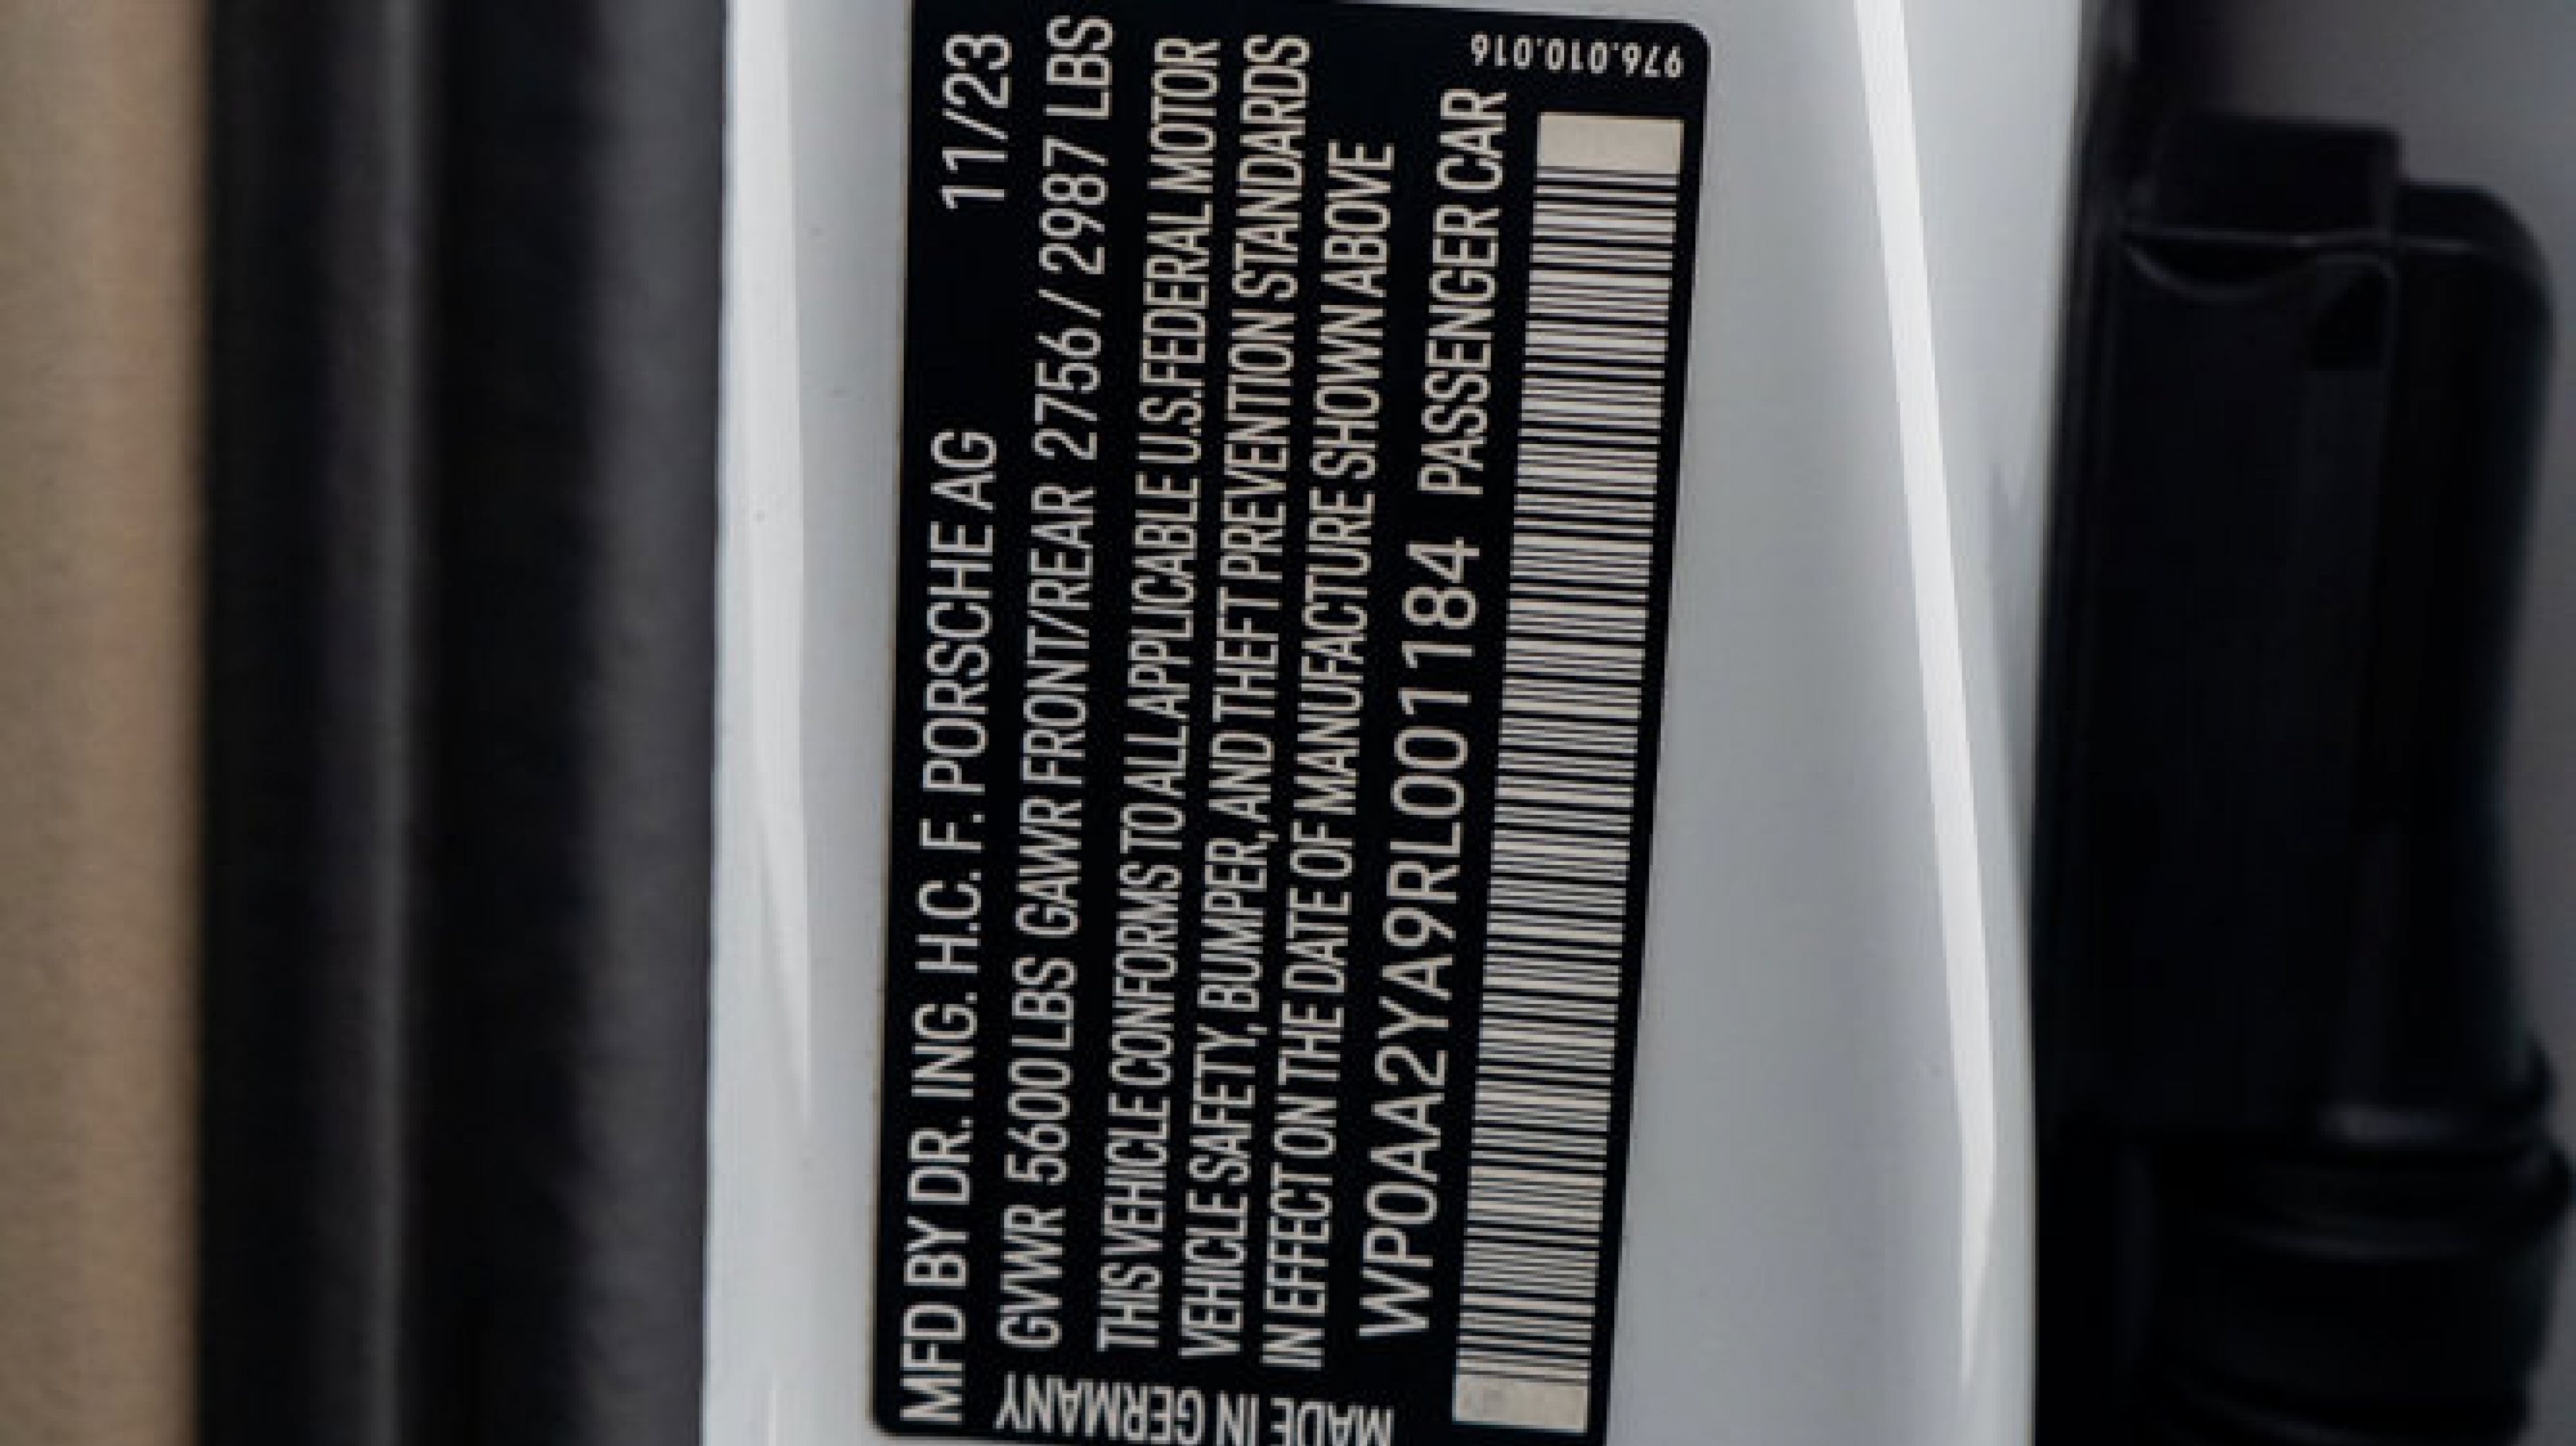 MFD BY DR. ING. H.C. F. PORSCHE AG 11/23
GVWR 5600 LBS GAWR FRONT/REAR 2756 / 2987 LBS
THIS VEHICLE CONFORMS TO ALL APPLICABLE U.S. FEDERAL MOTOR
VEHICLE SAFETY, BUMPER, AND THEFT PREVENTION STANDARDS
IN EFFECT ON THE DATE OF MANUFACTURE SHOWN ABOVE
WP0AA2YA9RL001184 PASSENGER CAR
MADE IN GERMANY
976.010.016